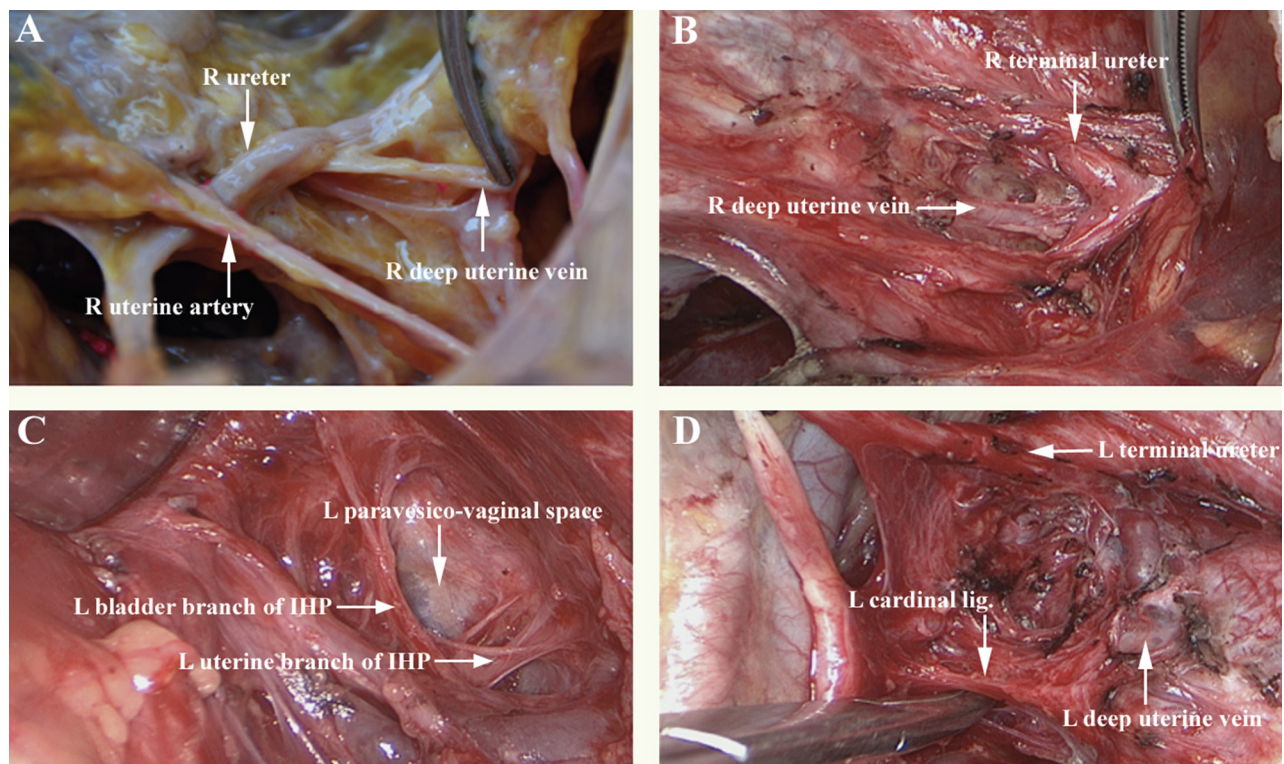 A
R ureter
R deep uterine vein
R uterine artery
B
R terminal ureter
R deep uterine vein
C
L paravesico-vaginal space
L bladder branch of IHP
L uterine branch of IHP
D
L terminal ureter
L cardinal lig.
L deep uterine vein